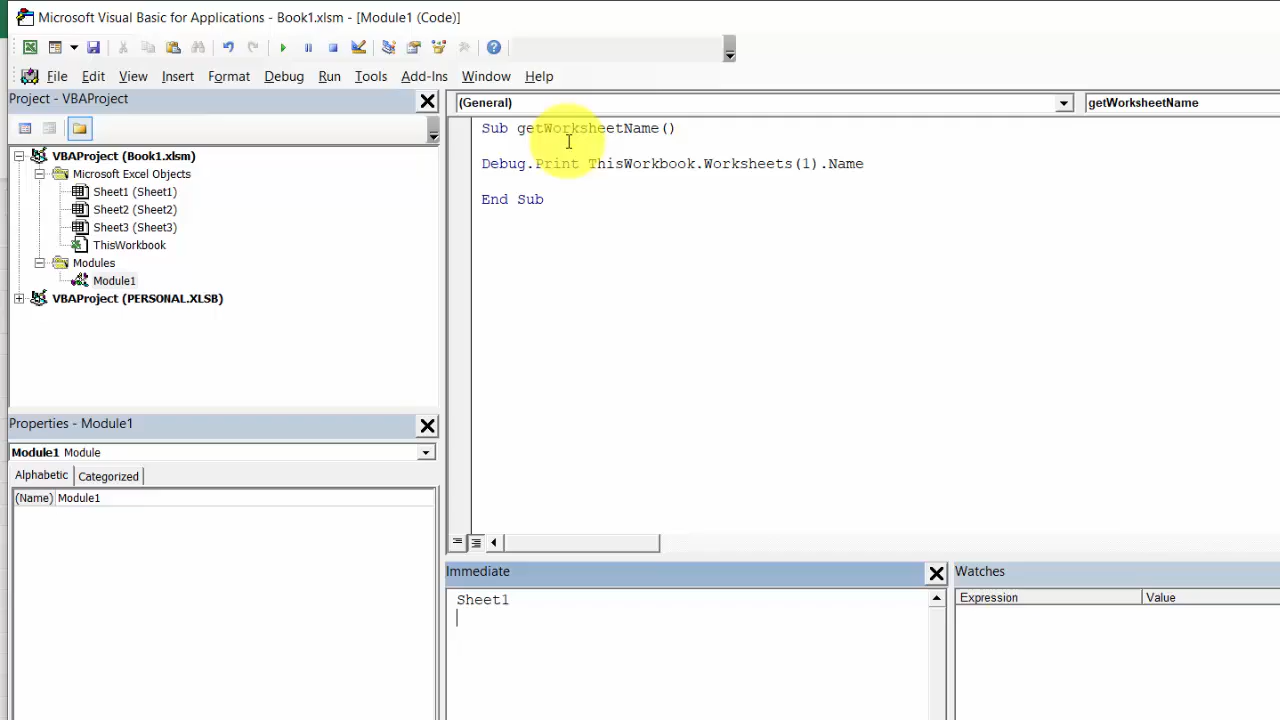 Microsoft Visual Basic for Applications - Book1.xlsm - [Module1 (Code)]
File Edit View Insert Format Debug Run Tools Add-Ins Window Help
Project - VBAProject
VBAProject (Book1.xlsm)
Microsoft Excel Objects
Sheet1 (Sheet1)
Sheet2 (Sheet2)
Sheet3 (Sheet3)
ThisWorkbook
Modules
Module1
VBAProject (PERSONAL.XLSB)
Properties - Module1
Module1 Module
Alphabetic Categorized
(Name) Module1
(General) getWorksheetName
Sub getWorksheetName()
Debug.Print ThisWorkbook.Worksheets(1).Name
End Sub
Immediate
Sheet1
Watches
Expression Value